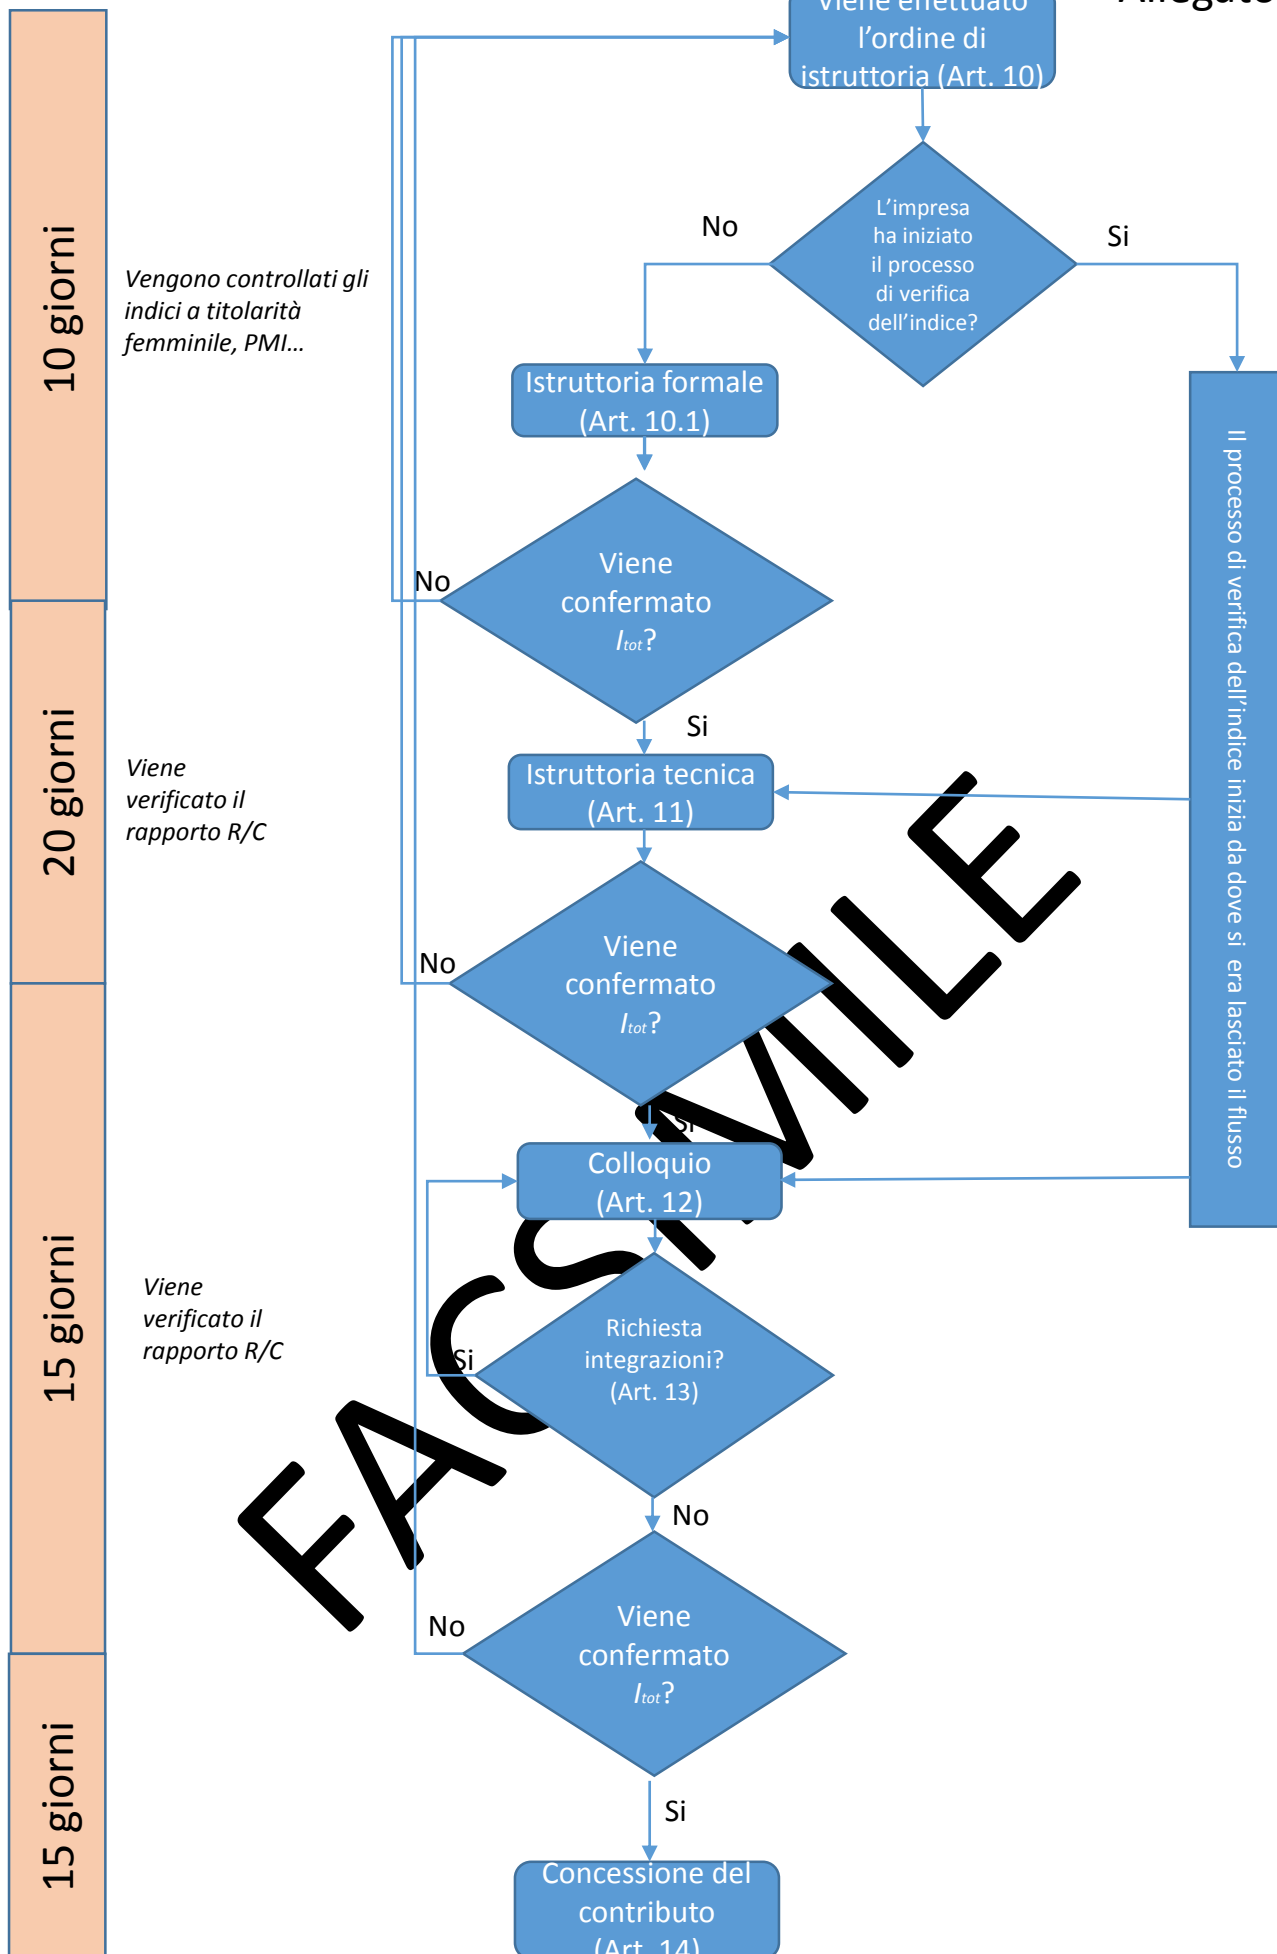 Allegato
Viene effettuato
l'ordine di
istruttoria (Art. 10)
L'impresa
ha iniziato
il processo
di verifica
dell'indice?
No
Si
10 giorni
Vengono controllati gli
indici a titolarità
femminile, PMI...
Istruttoria formale
(Art. 10.1)
Il processo di verifica dell'indice inizia da dove si era lasciato il flusso
Viene
confermato
Itot?
No
Si
20 giorni
Viene
verificato il
rapporto R/C
Istruttoria tecnica
(Art. 11)
Viene
confermato
Itot?
No
Si
Colloquio
(Art. 12)
15 giorni
Viene
verificato il
rapporto R/C
Richiesta
integrazioni?
(Art. 13)
Si
No
Viene
confermato
Itot?
No
Si
15 giorni
Concessione del
contributo
(Art. 14)
FAC SIMILE